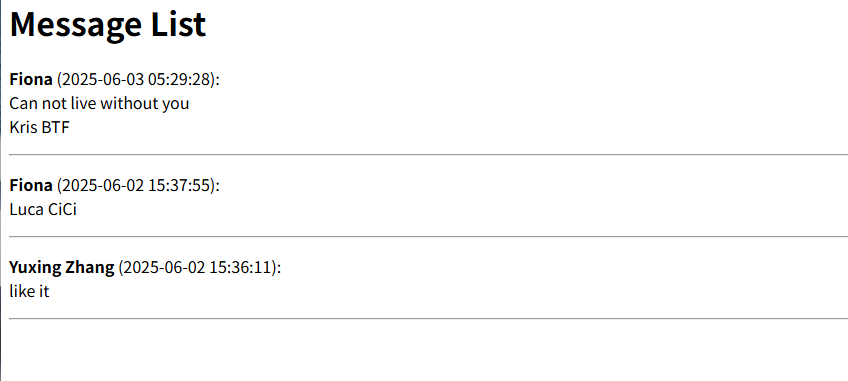 Message List
Fiona (2025-06-03 05:29:28):
Can not live without you
Kris BTF
Fiona (2025-06-02 15:37:55):
Luca CiCi
Yuxing Zhang (2025-06-02 15:36:11):
like it